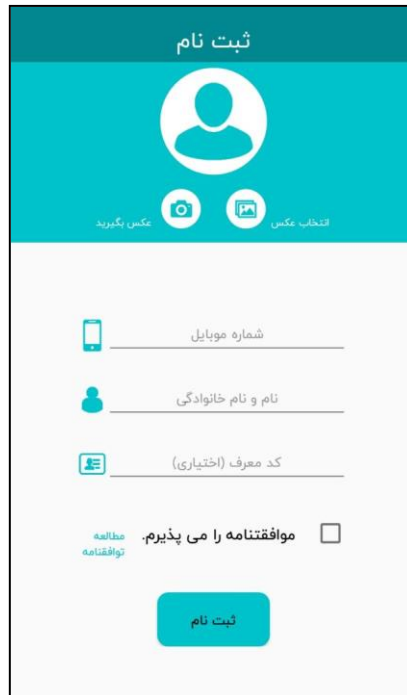 ثبت نام
انتخاب عکس
عکس بگیرید
شماره موبایل
نام و نام خانوادگی
کد معرف (اختیاری)
موافقتنامه را می پذیرم.
مطالعه
توافقنامه
ثبت نام